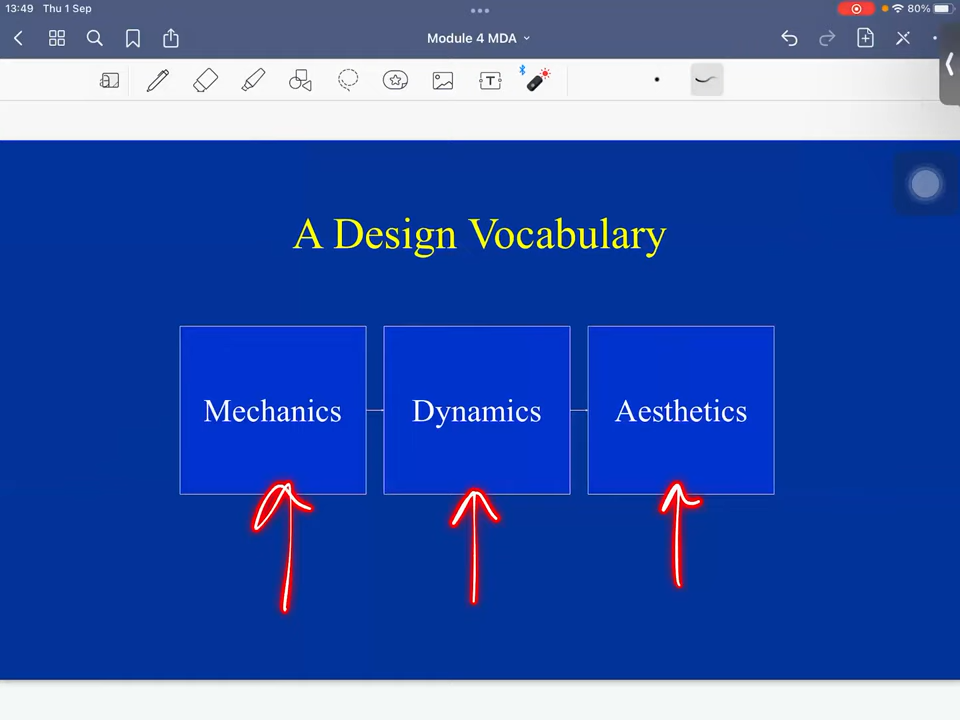 13:49 Thu 1 Sep 80%
Module 4 MDA
T
A Design Vocabulary
Mechanics Dynamics Aesthetics